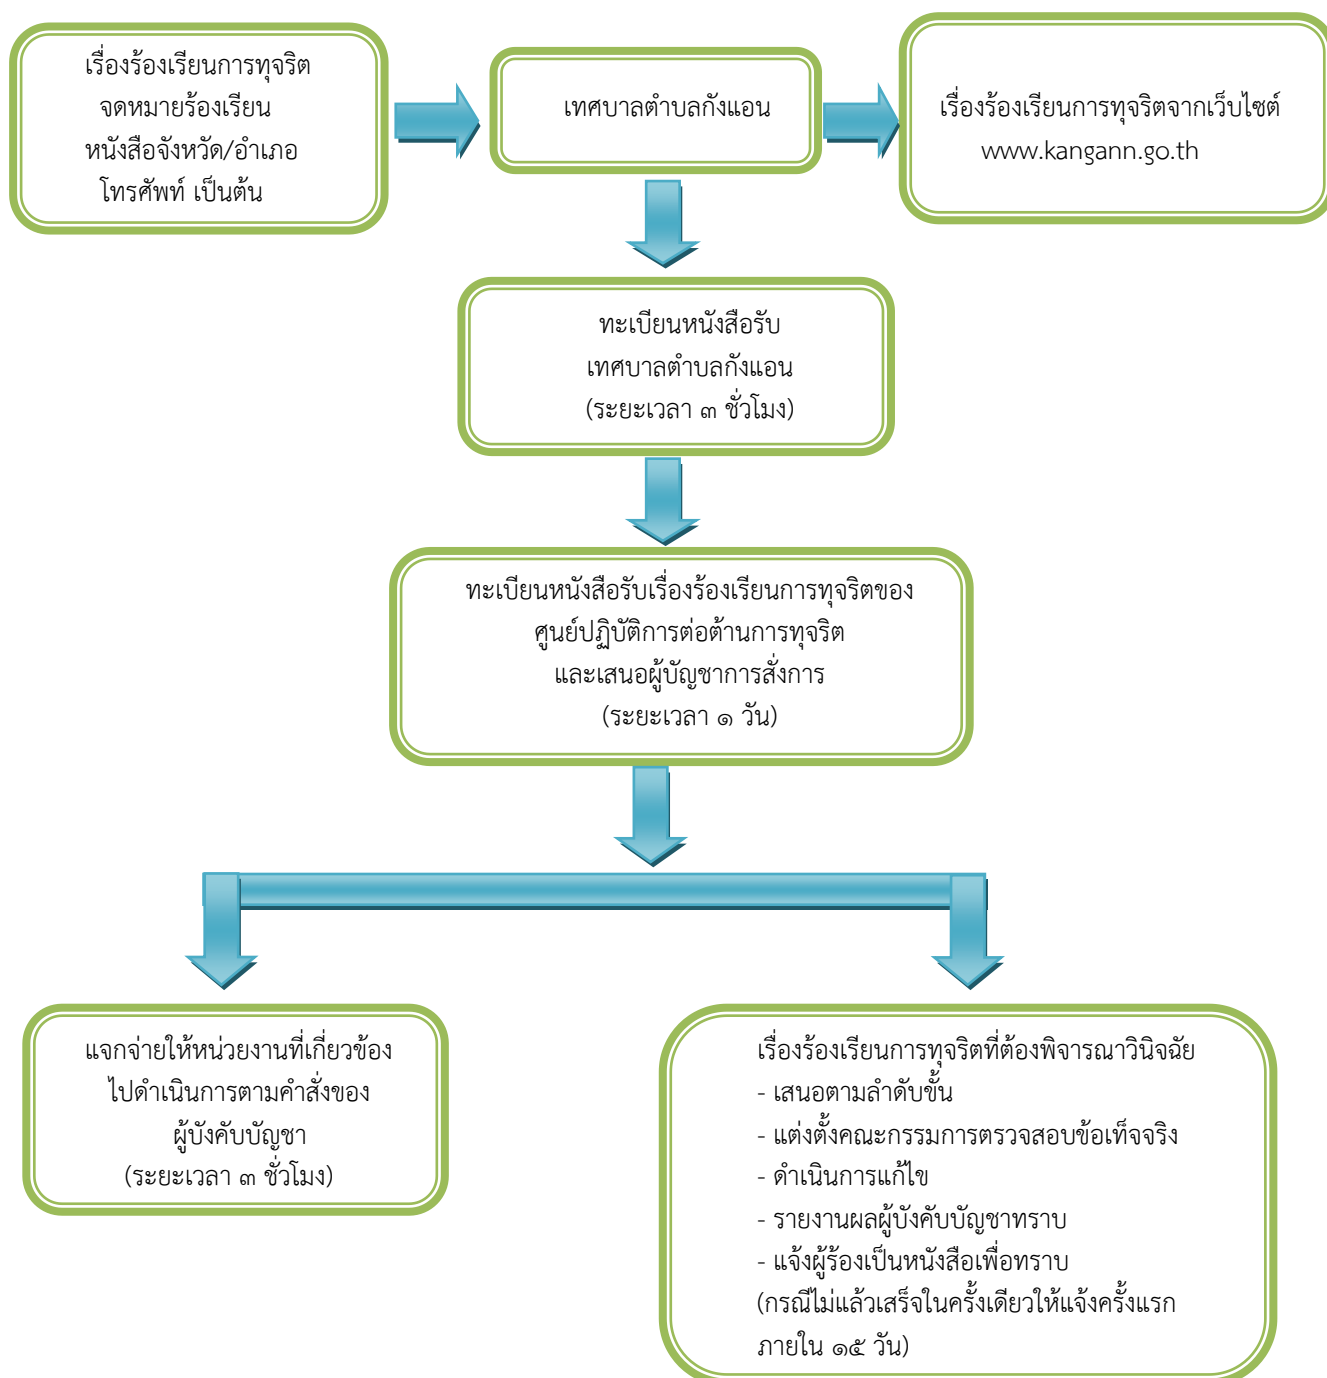 เรื่องร้องเรียนการทุจริต
จดหมายร้องเรียน
หนังสือจังหวัด/อำเภอ
โทรศัพท์ เป็นต้น
เทศบาลตำบลกังแอน
เรื่องร้องเรียนการทุจริตจากเว็บไซต์
www.kangann.go.th
ทะเบียนหนังสือรับ
เทศบาลตำบลกังแอน
(ระยะเวลา ๓ ชั่วโมง)
ทะเบียนหนังสือรับเรื่องร้องเรียนการทุจริตของ
ศูนย์ปฏิบัติการต่อต้านการทุจริต
และเสนอผู้บัญชาการสั่งการ
(ระยะเวลา ๑ วัน)
แจกจ่ายให้หน่วยงานที่เกี่ยวข้อง
ไปดำเนินการตามคำสั่งของ
ผู้บังคับบัญชา
(ระยะเวลา ๓ ชั่วโมง)
เรื่องร้องเรียนการทุจริตที่ต้องพิจารณาวินิจฉัย
- เสนอตามลำดับขั้น
- แต่งตั้งคณะกรรมการตรวจสอบข้อเท็จจริง
- ดำเนินการแก้ไข
- รายงานผลผู้บังคับบัญชาทราบ
- แจ้งผู้ร้องเป็นหนังสือเพื่อทราบ
(กรณีไม่แล้วเสร็จในครั้งเดียวให้แจ้งครั้งแรก
ภายใน ๑๕ วัน)